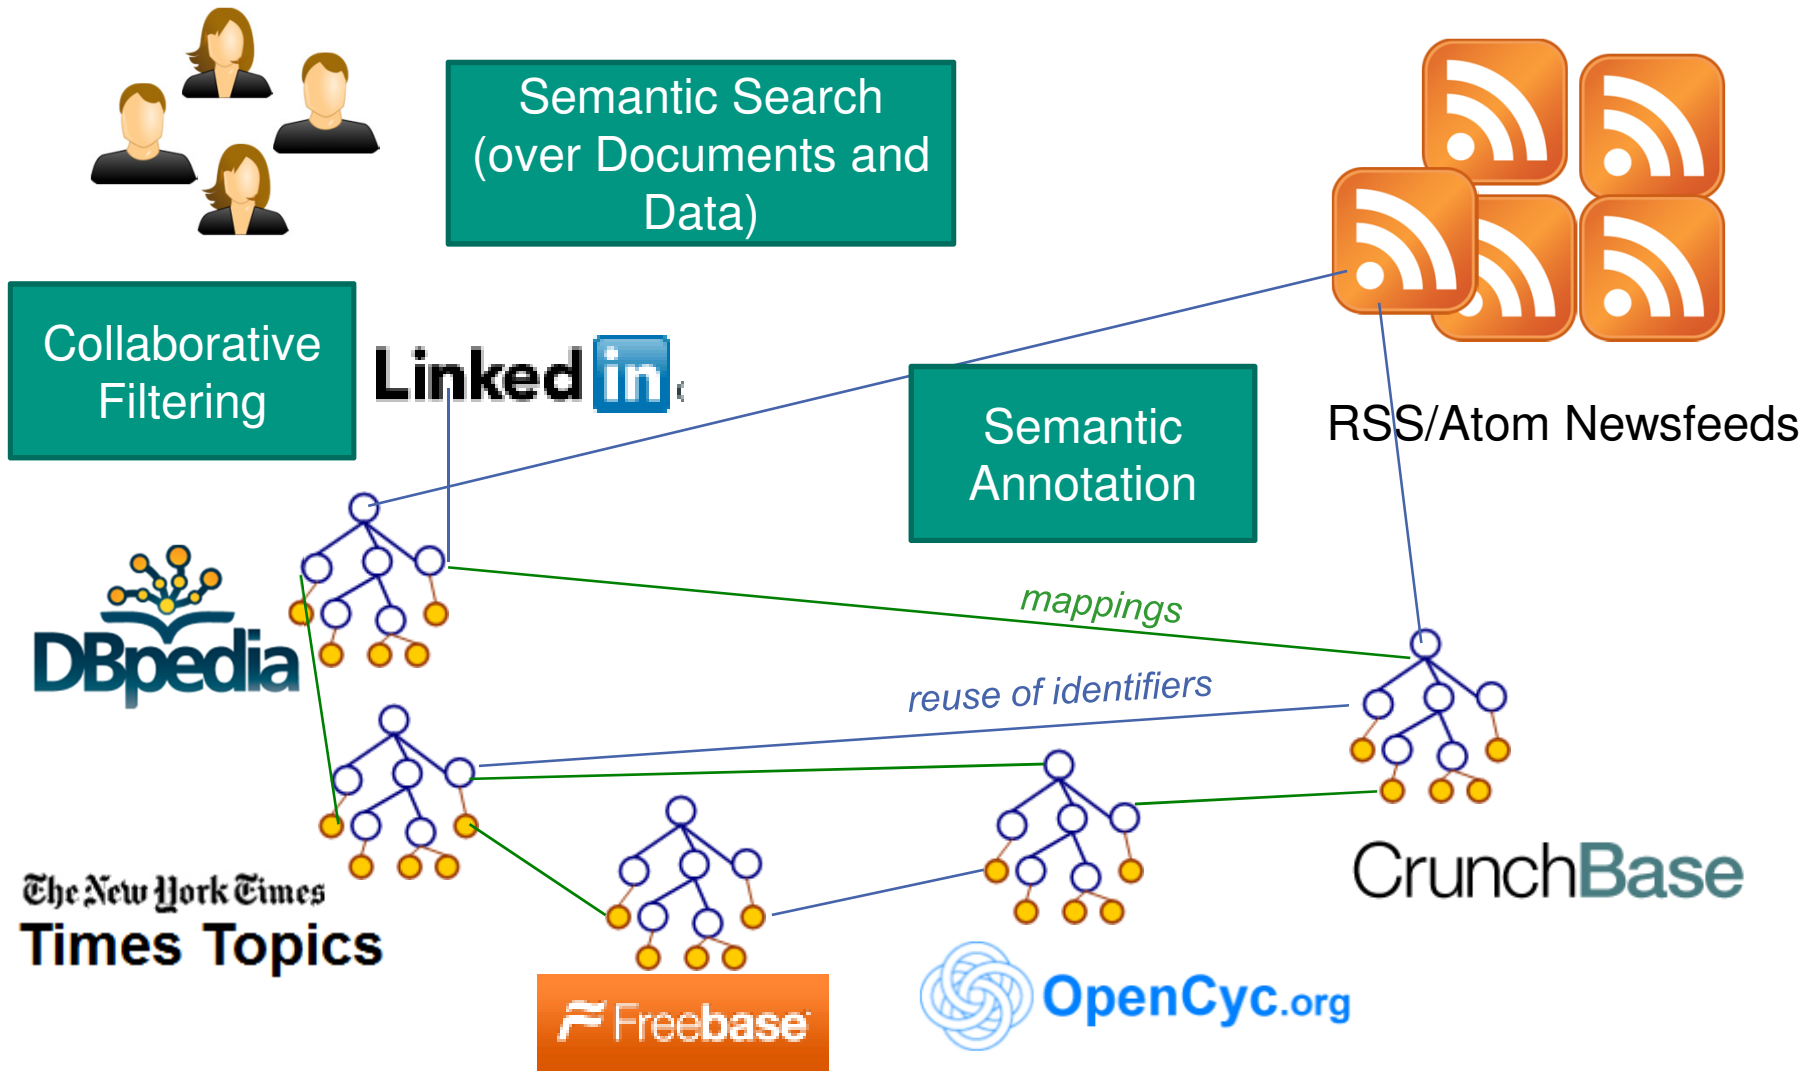 Semantic Search
(over Documents and
Data)
Collaborative
Filtering
Linked in
Semantic
Annotation
RSS/Atom Newsfeeds
DBpedia
mappings
reuse of identifiers
The New York Times
Times Topics
CrunchBase
Freebase
OpenCyc.org